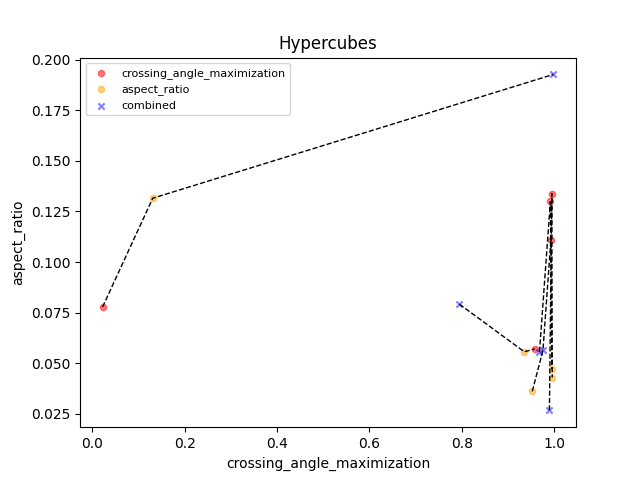 Hypercubes
crossing_angle_maximization
aspect_ratio
combined
0.200
0.175
0.150
0.125
0.100
0.075
0.050
0.025
aspect_ratio
0.0 0.2 0.4 0.6 0.8 1.0
crossing_angle_maximization